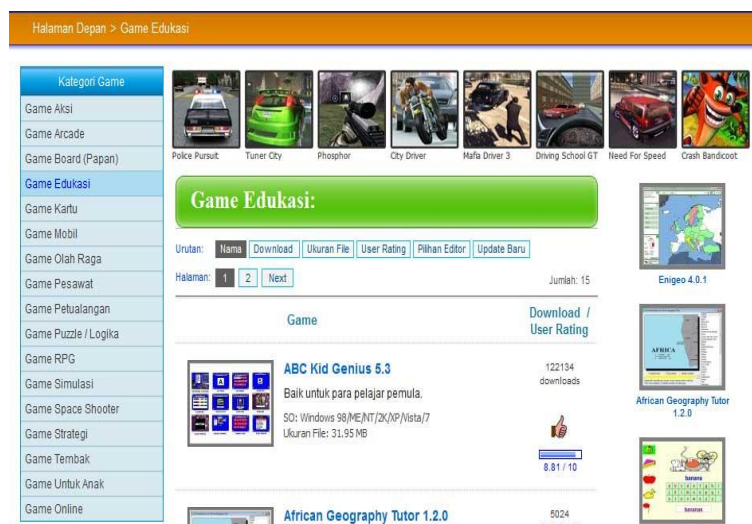 Halaman Depan > Game Edukasi
Kategori Game
Game Aksi
Game Arcade
Game Board (Papan)
Game Edukasi
Game Kartu
Game Mobil
Game Olah Raga
Game Pesawat
Game Petualangan
Game Puzzle / Logika
Game RPG
Game Simulasi
Game Space Shooter
Game Strategi
Game Tembak
Game Untuk Anak
Game Online
Police Pursuit
Tuner City
Phosphor
City Driver
Mafia Driver 3
Driving School GT
Need For Speed
Crash Bandicoot
Game Edukasi:
Urutan: Nama Download Ukuran File User Rating Pilihan Editor Update Baru
Halaman: 1 2 Next
Jumlah: 15
Game
Download /
User Rating
ABC Kid Genius 5.3
Baik untuk para pelajar pemula.
SO: Windows 98/ME/NT/2K/XP/Vista/7
Ukuran File: 31.95 MB
122134
downloads
8.81 / 10
African Geography Tutor 1.2.0
5024
Enigeo 4.0.1
AFRICA
African Geography Tutor
1.2.0
banana
bananas